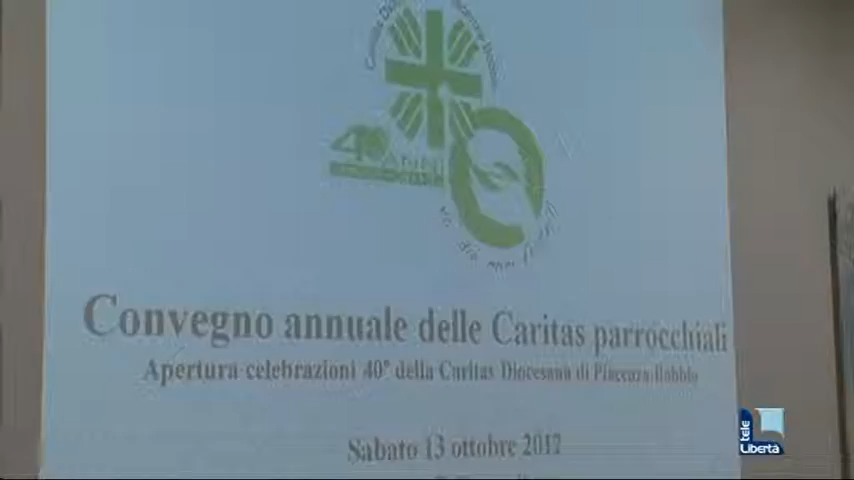 40 ANNI
Convegno annuale delle Caritas parrocchiali
Apertura celebrazioni 40° della Caritas Diocesana di Piacenza-Bobbio
Sabato 13 ottobre 2012
tele
Libertà